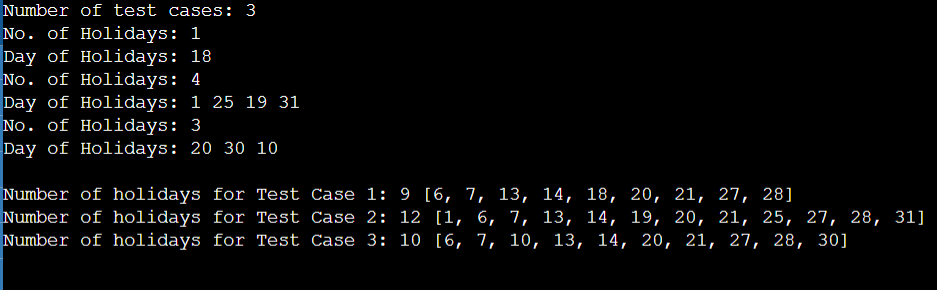 Number of test cases: 3
No. of Holidays: 1
Day of Holidays: 18
No. of Holidays: 4
Day of Holidays: 1 25 19 31
No. of Holidays: 3
Day of Holidays: 20 30 10
Number of holidays for Test Case 1: 9 [6, 7, 13, 14, 18, 20, 21, 27, 28]
Number of holidays for Test Case 2: 12 [1, 6, 7, 13, 14, 19, 20, 21, 25, 27, 28, 31]
Number of holidays for Test Case 3: 10 [6, 7, 10, 13, 14, 20, 21, 27, 28, 30]